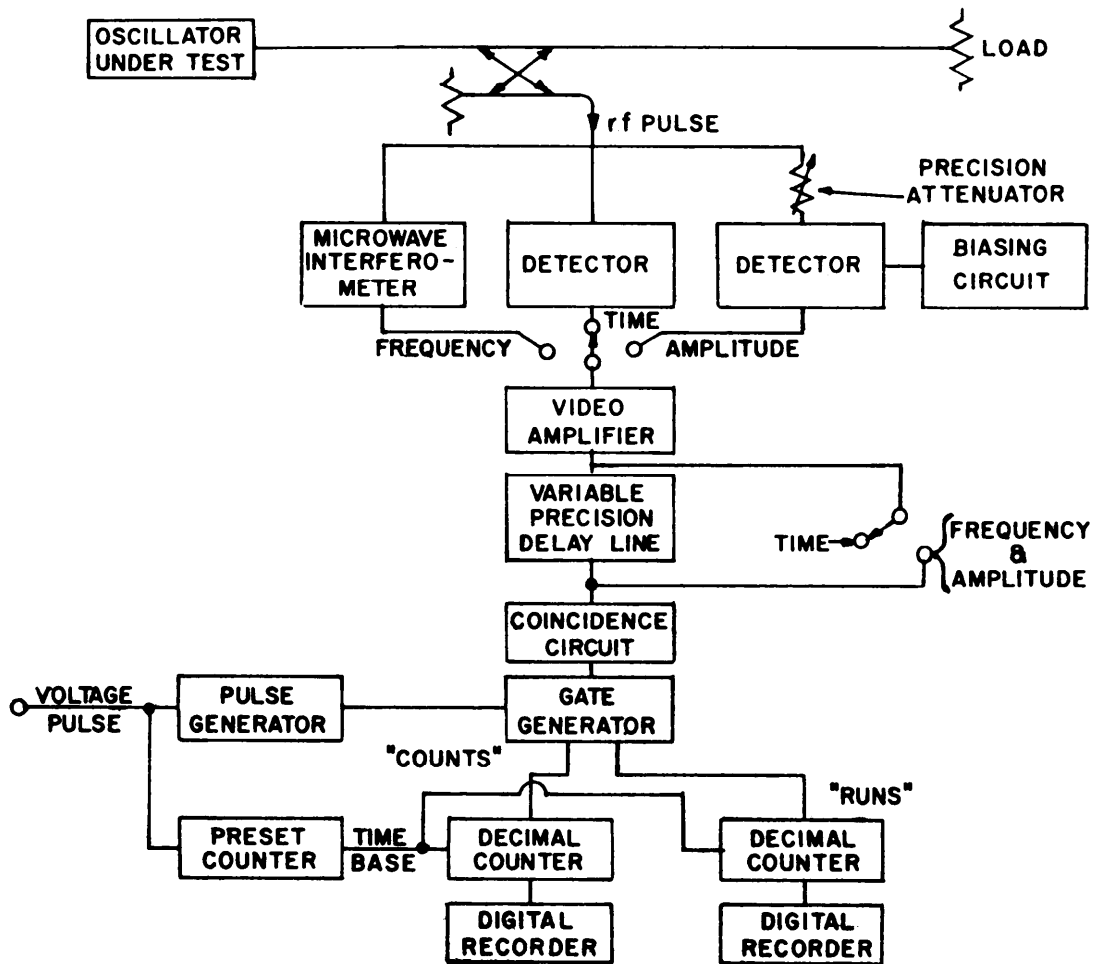 OSCILLATOR
UNDER TEST
LOAD
rf PULSE
PRECISION
ATTENUATOR
MICROWAVE
INTERFERO-
METER
DETECTOR
DETECTOR
BIASING
CIRCUIT
TIME
FREQUENCY
AMPLITUDE
VIDEO
AMPLIFIER
VARIABLE
PRECISION
DELAY LINE
TIME
FREQUENCY
&
AMPLITUDE
COINCIDENCE
CIRCUIT
VOLTAGE
PULSE
PULSE
GENERATOR
GATE
GENERATOR
"COUNTS"
"RUNS"
PRESET
COUNTER
TIME
BASE
DECIMAL
COUNTER
DECIMAL
COUNTER
DIGITAL
RECORDER
DIGITAL
RECORDER